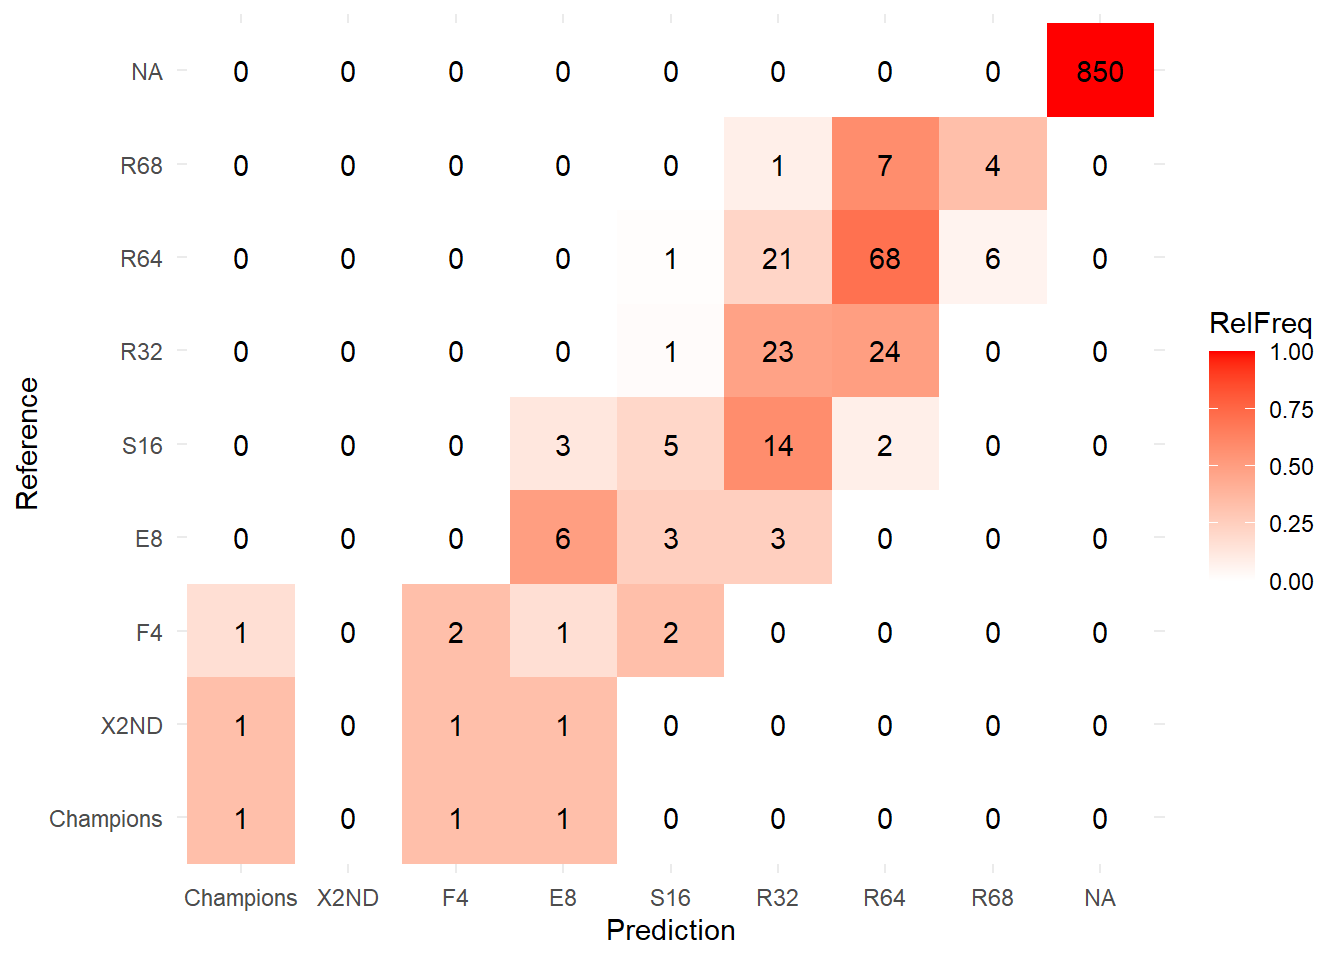 NA 0 0 0 0 0 0 0 0 850
R68 0 0 0 0 0 1 7 4 0
R64 0 0 0 0 1 21 68 6 0
R32 0 0 0 0 1 23 24 0 0
S16 0 0 0 3 5 14 2 0 0
E8 0 0 0 6 3 3 0 0 0
F4 1 0 2 1 2 0 0 0 0
X2ND 1 0 1 1 0 0 0 0 0
Champions 1 0 1 1 0 0 0 0 0
Champions X2ND F4 E8 S16 R32 R64 R68 NA
Prediction
Reference
RelFreq
1.00
0.75
0.50
0.25
0.00